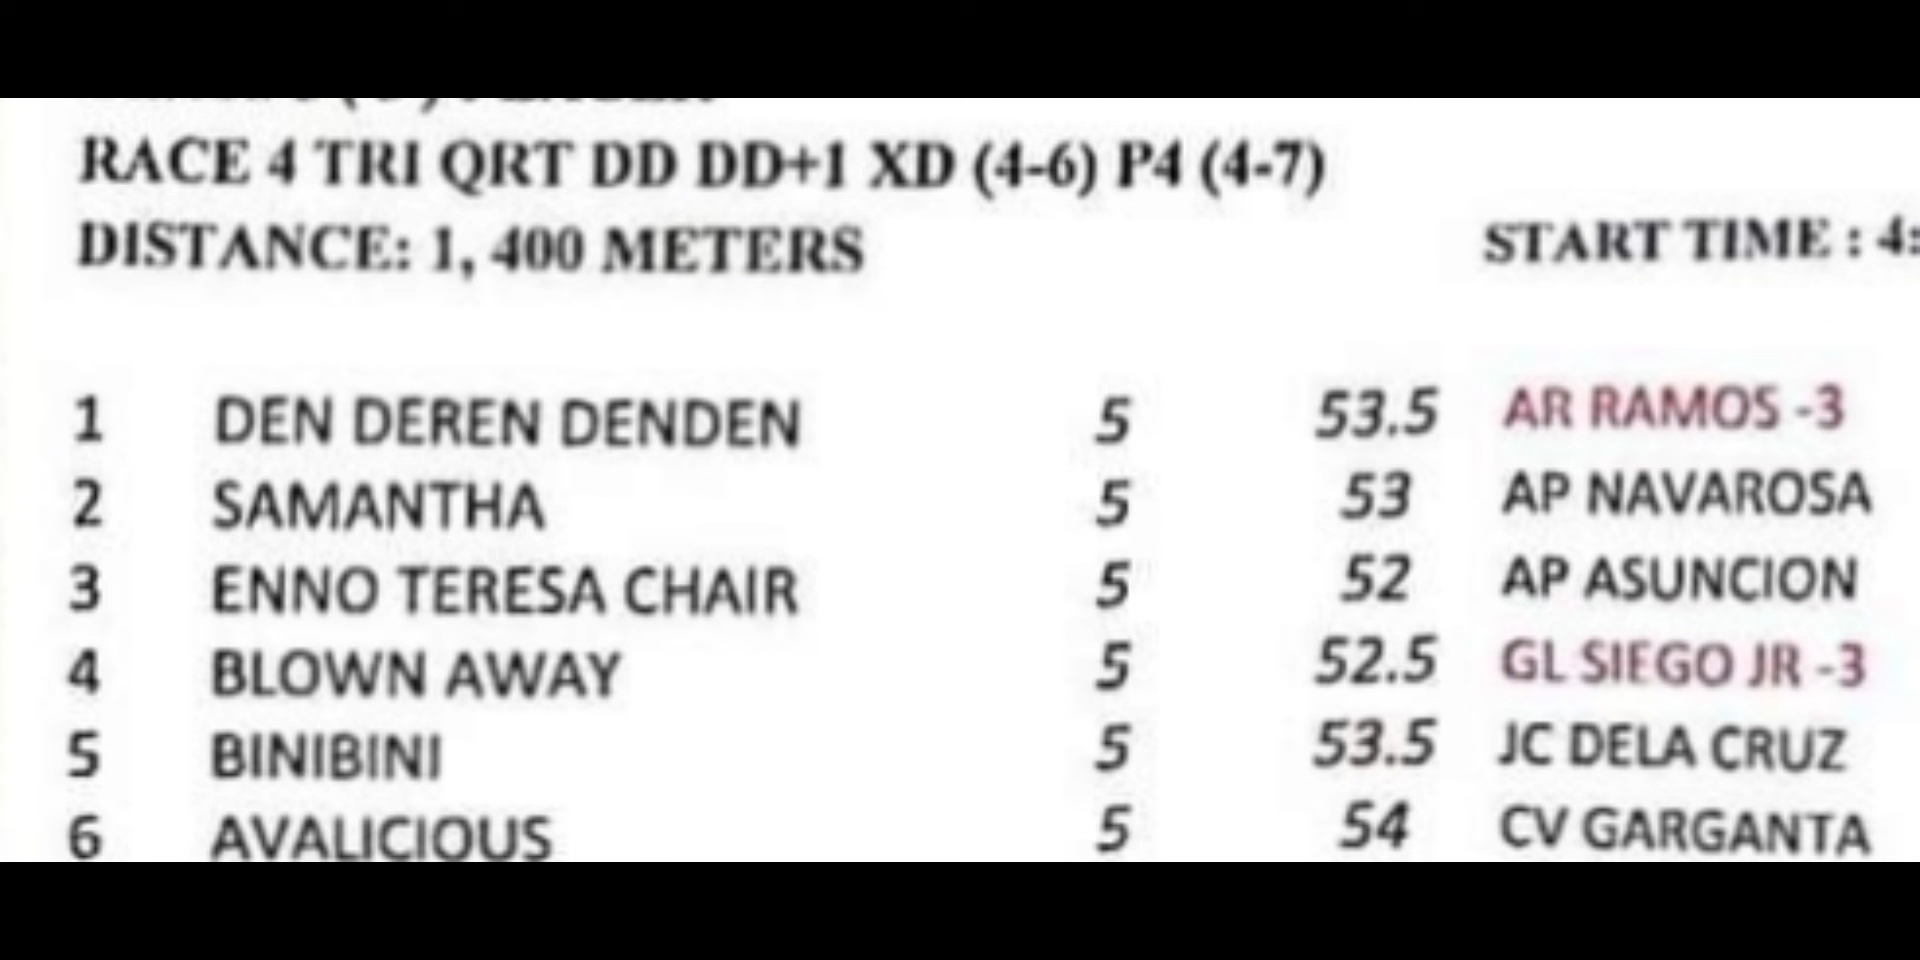 RACE 4 TRI QRT DD DD+1 XD (4-6) P4 (4-7)
DISTANCE: 1, 400 METERS START TIME : 4:
1 DEN DEREN DENDEN 5 53.5 AR RAMOS -3
2 SAMANTHA 5 53 AP NAVAROSA
3 ENNO TERESA CHAIR 5 52 AP ASUNCION
4 BLOWN AWAY 5 52.5 GL SIEGO JR -3
5 BINIBINI 5 53.5 JC DELA CRUZ
6 AVALICIOUS 5 54 CV GARGANTA